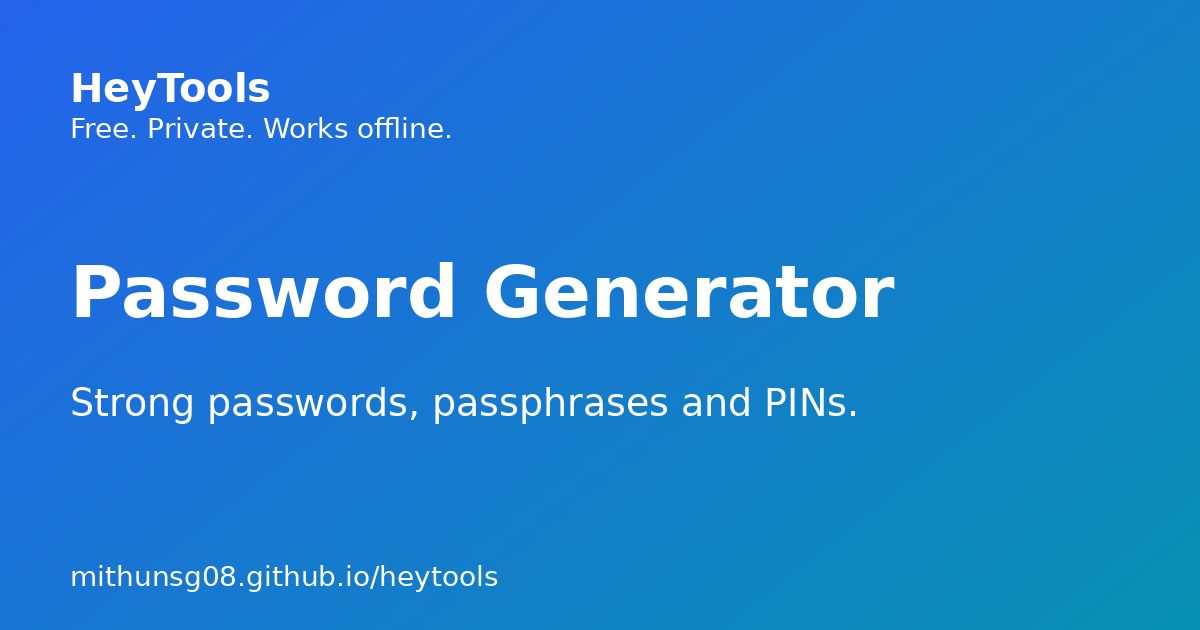 HeyTools
Free. Private. Works offline.
Password Generator
Strong passwords, passphrases and PINs.
mithunsg08.github.io/heytools